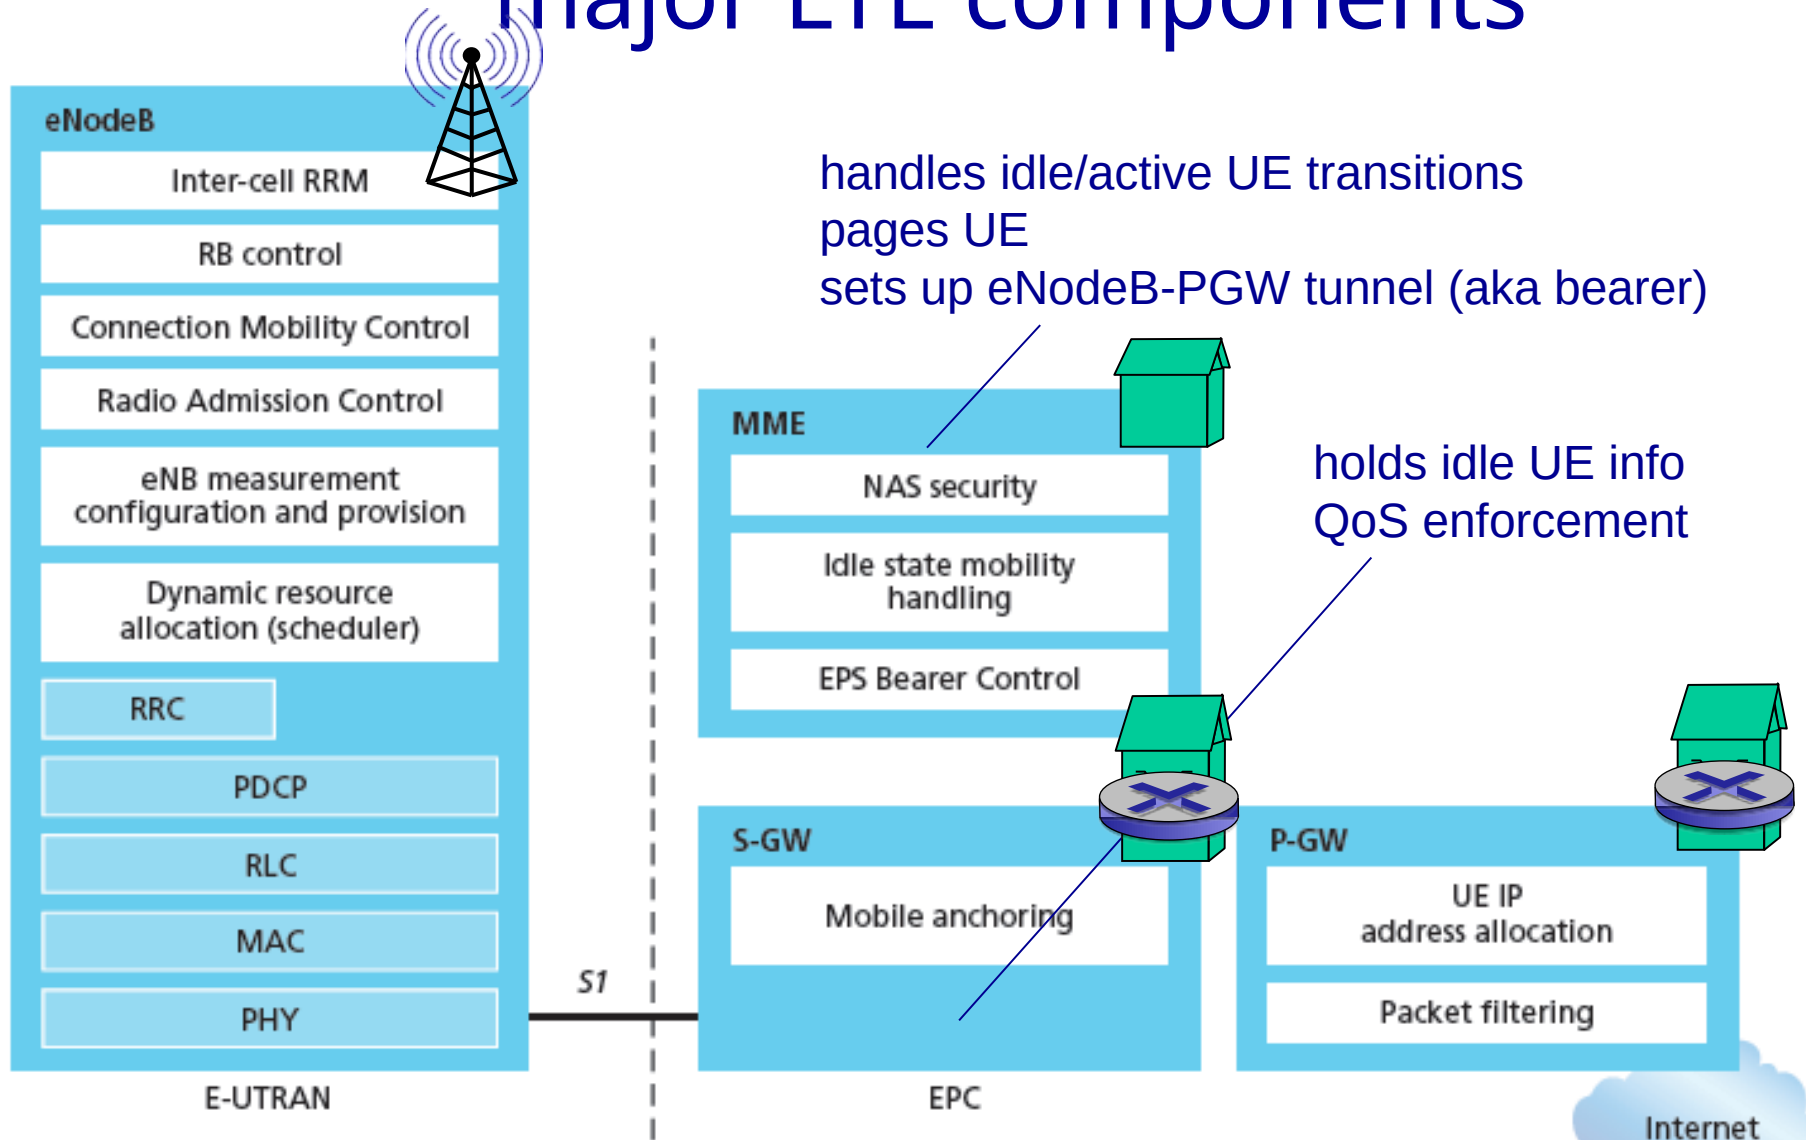 major LTE components
eNodeB
Inter-cell RRM
RB control
Connection Mobility Control
Radio Admission Control
eNB measurement
configuration and provision
Dynamic resource
allocation (scheduler)
RRC
PDCP
RLC
MAC
PHY
E-UTRAN
S1
handles idle/active UE transitions
pages UE
sets up eNodeB-PGW tunnel (aka bearer)
MME
NAS security
Idle state mobility
handling
EPS Bearer Control
holds idle UE info
QoS enforcement
S-GW
Mobile anchoring
EPC
P-GW
UE IP
address allocation
Packet filtering
Internet